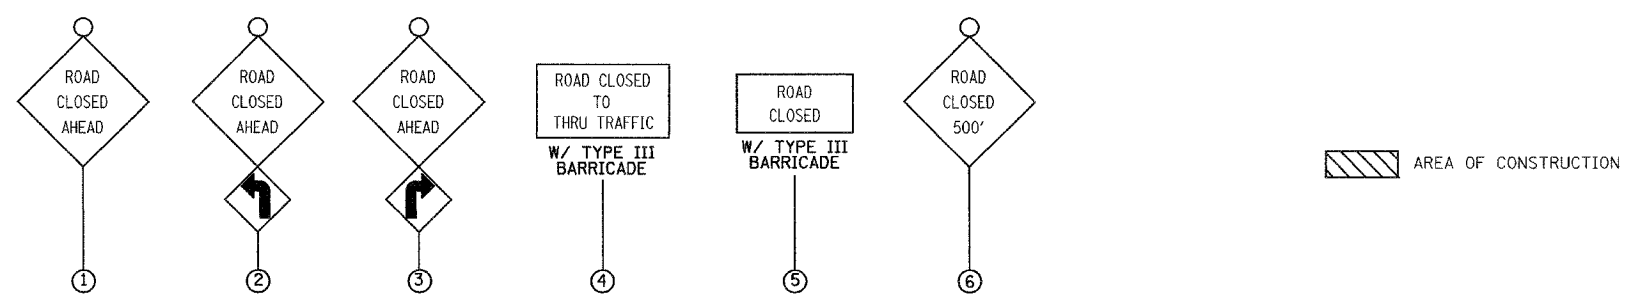 ROAD
CLOSED
AHEAD
1
ROAD
CLOSED
AHEAD
2
ROAD
CLOSED
AHEAD
3
ROAD CLOSED
TO
THRU TRAFFIC
W/ TYPE III
BARRICADE
4
ROAD
CLOSED
W/ TYPE III
BARRICADE
5
ROAD
CLOSED
500'
6
AREA OF CONSTRUCTION